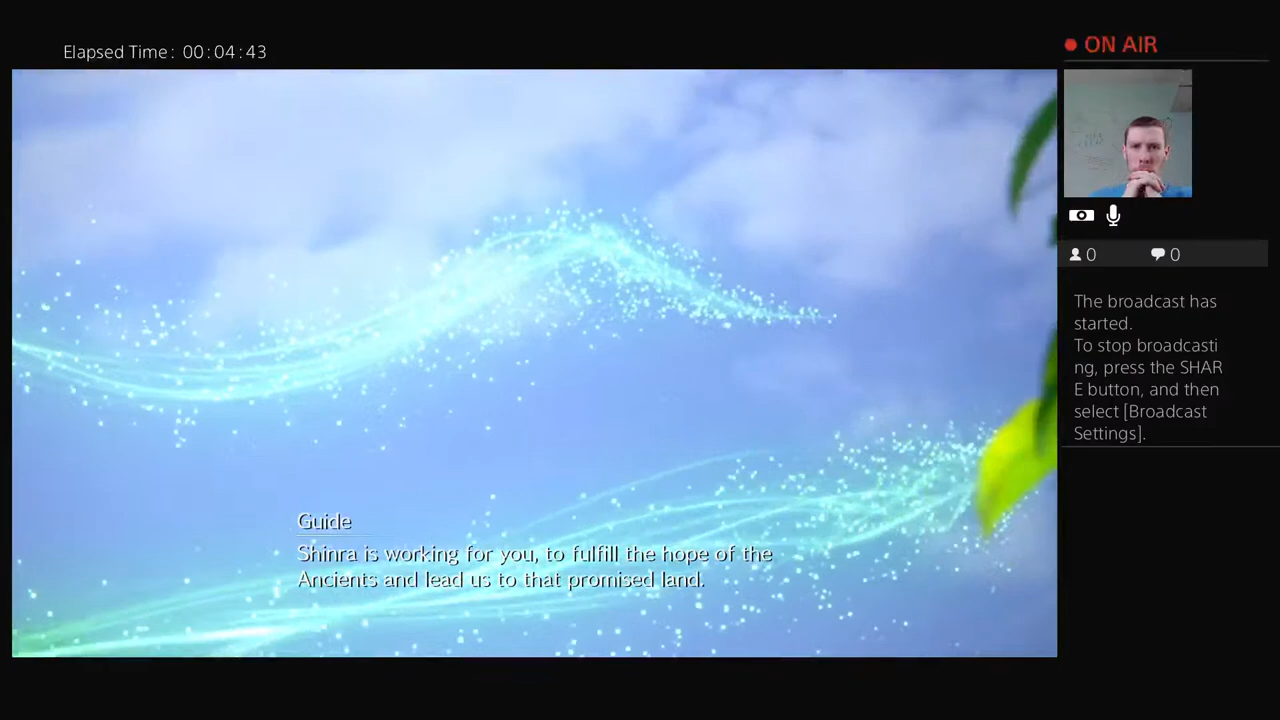 Elapsed Time: 00:04:43
ON AIR
0
0
The broadcast has
started.
To stop broadcasti
ng, press the SHAR
E button, and then
select [Broadcast
Settings].
Guide
Shinra is working for you, to fulfill the hope of the
Ancients and lead us to that promised land.